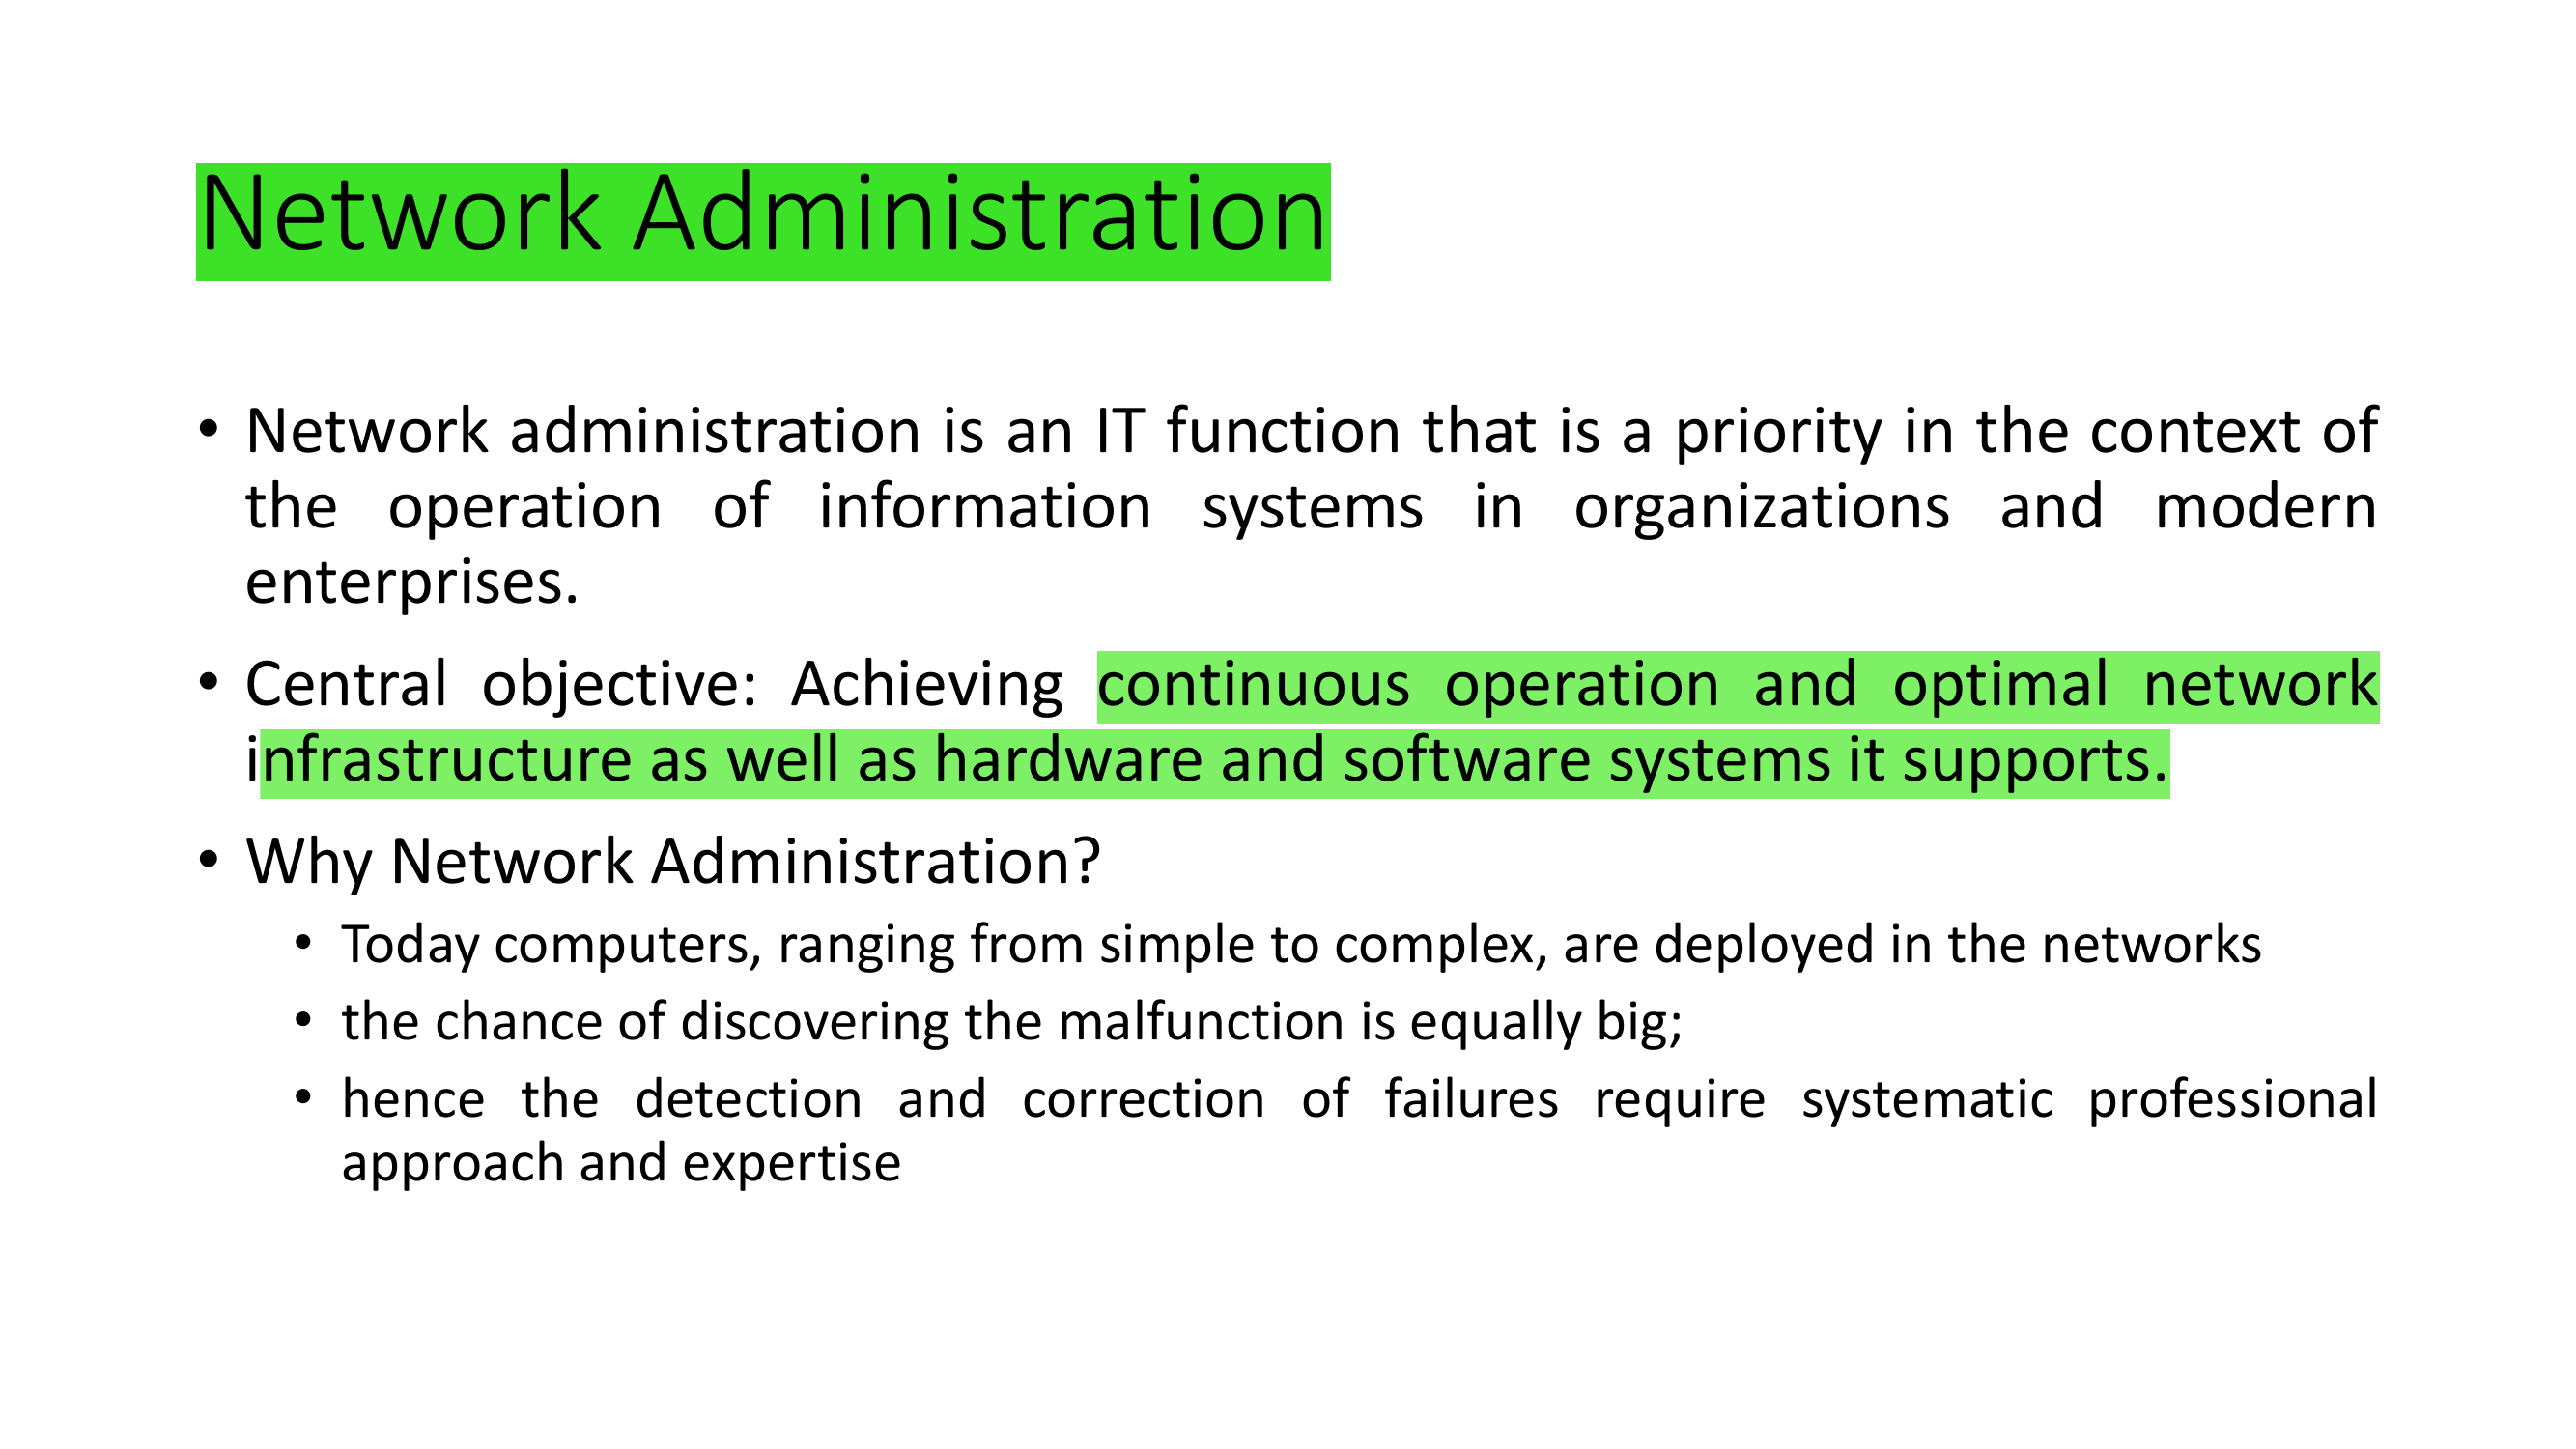 Network Administration
• Network administration is an IT function that is a priority in the context of
the operation of information systems in organizations and modern
enterprises.
• Central objective: Achieving continuous operation and optimal network
infrastructure as well as hardware and software systems it supports.
• Why Network Administration?
• Today computers, ranging from simple to complex, are deployed in the networks
• the chance of discovering the malfunction is equally big;
• hence the detection and correction of failures require systematic professional
approach and expertise